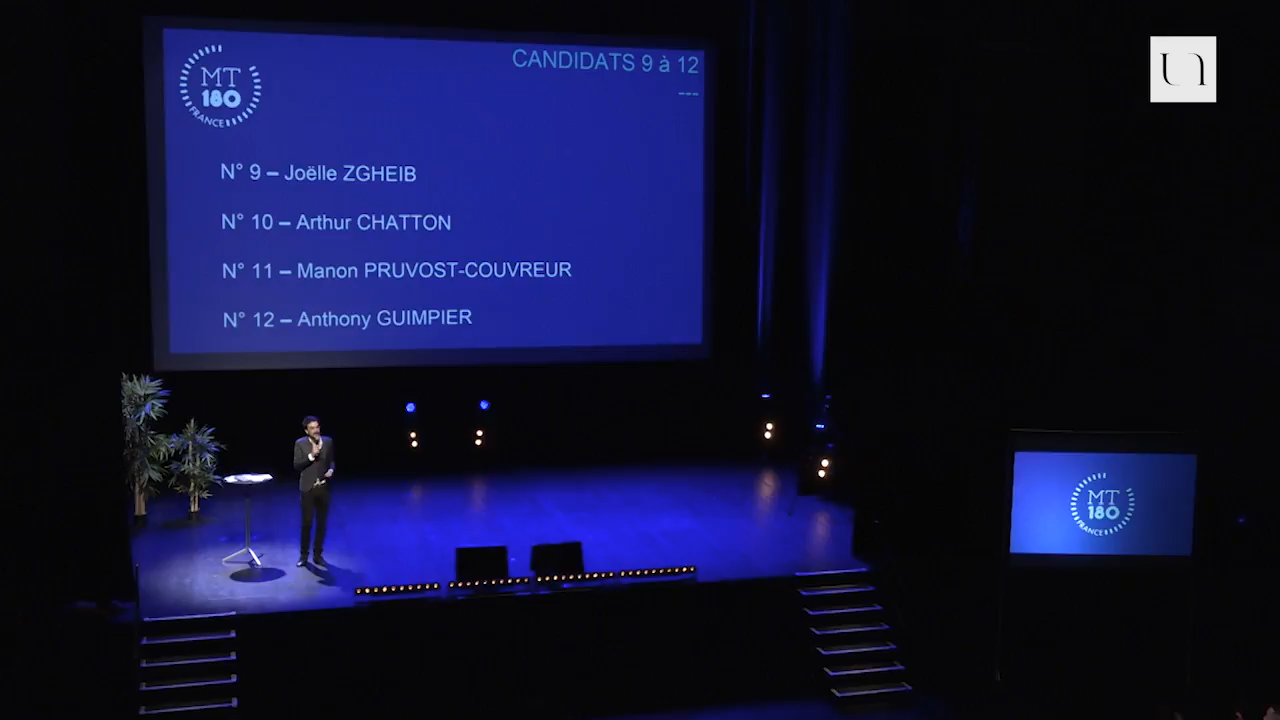 MT
180
FRANCE
CANDIDATS 9 à 12
---
N° 9 – Joëlle ZGHEIB
N° 10 – Arthur CHATTON
N° 11 – Manon PRUVOST-COUVREUR
N° 12 – Anthony GUIMPIER
MT
180
FRANCE